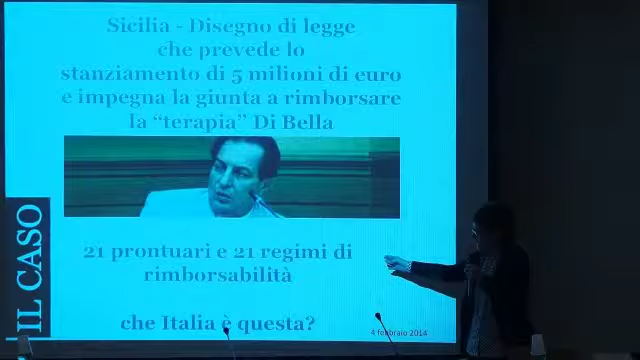 Sicilia - Disegno di legge
che prevede lo
stanziamento di 5 milioni di euro
e impegna la giunta a rimborsare
la “terapia” Di Bella
IL CASO
21 prontuari e 21 regimi di
rimborsabilità
che Italia è questa?
4 febbraio 2014